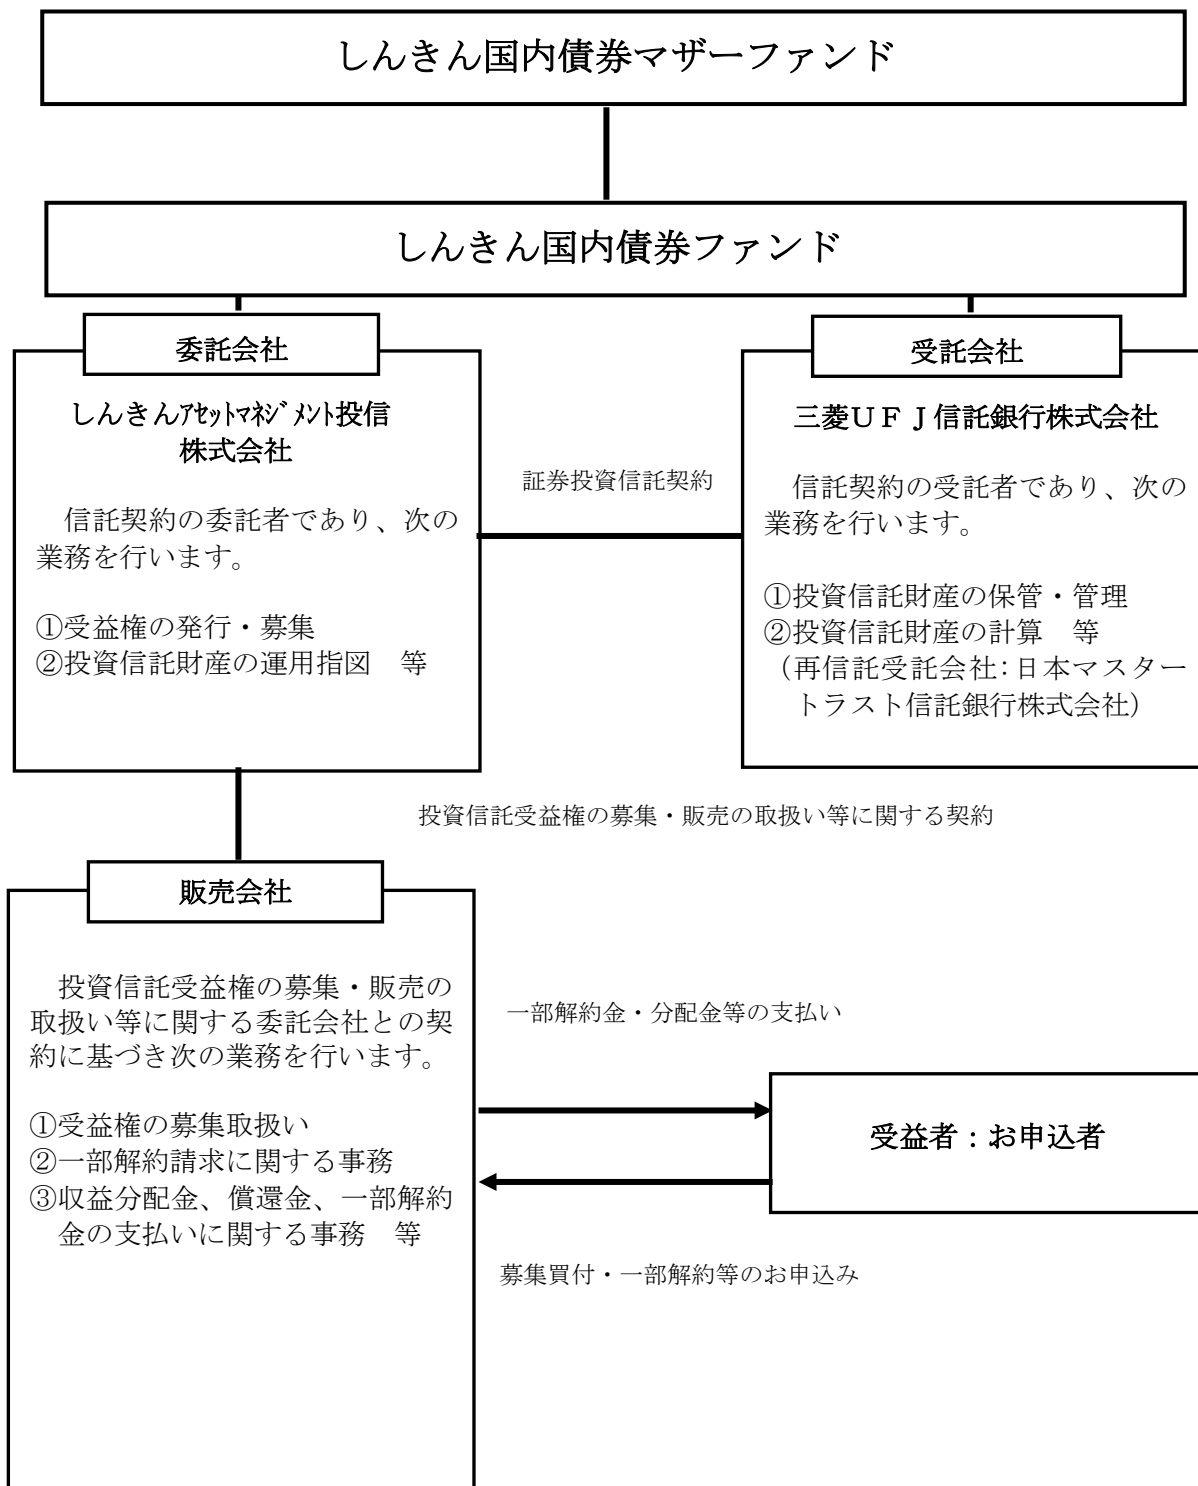 しんきん国内債券マザーファンド
しんきん国内債券ファンド
委託会社
しんきんｱｾｯﾄﾏﾈｼﾞﾒﾝﾄ投信
株式会社
信託契約の委託者であり、次の
業務を行います。
①受益権の発行・募集
②投資信託財産の運用指図　等
証券投資信託契約
受託会社
三菱ＵＦＪ信託銀行株式会社
信託契約の受託者であり、次の
業務を行います。
①投資信託財産の保管・管理
②投資信託財産の計算　等
（再信託受託会社：日本マスター
トラスト信託銀行株式会社）
投資信託受益権の募集・販売の取扱い等に関する契約
販売会社
投資信託受益権の募集・販売の
取扱い等に関する委託会社との契
約に基づき次の業務を行います。
①受益権の募集取扱い
②一部解約請求に関する事務
③収益分配金、償還金、一部解約
金の支払いに関する事務　等
一部解約金・分配金等の支払い
受益者：お申込者
募集買付・一部解約等のお申込み